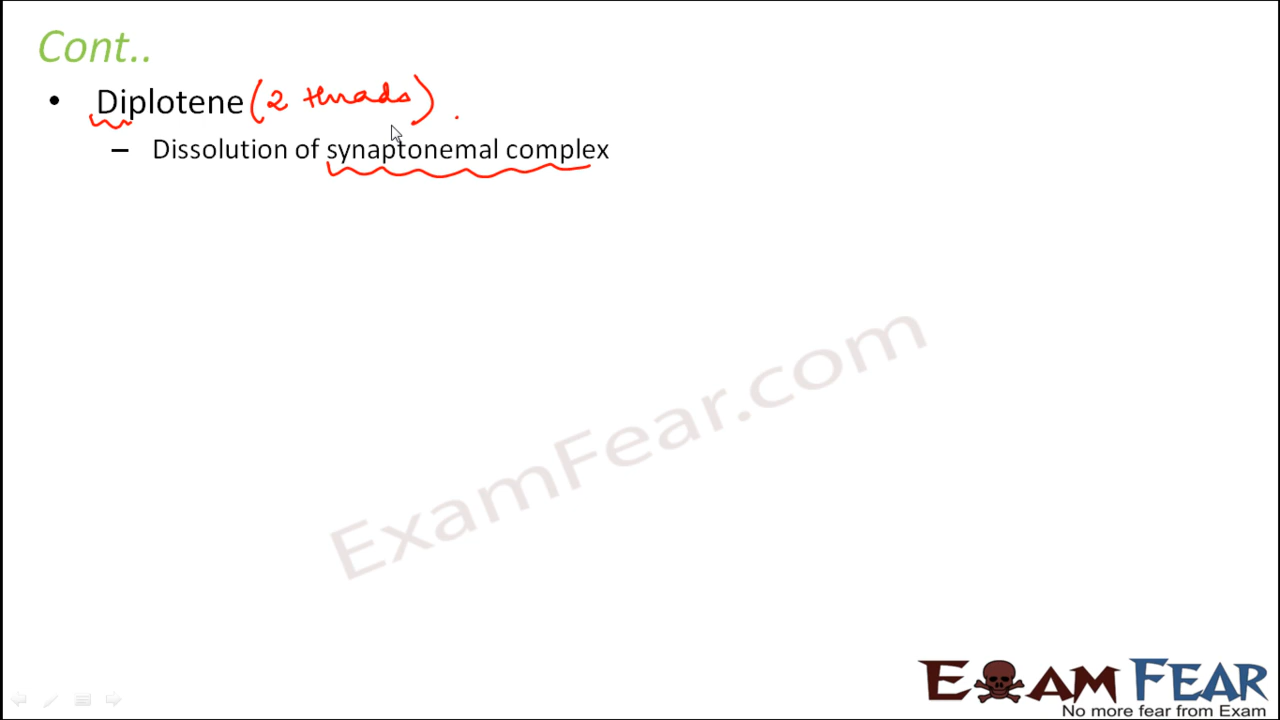 Cont..
• Diplotene (2 threads).
– Dissolution of synaptonemal complex
ExamFear.com
EXAM FEAR
No more fear from Exam